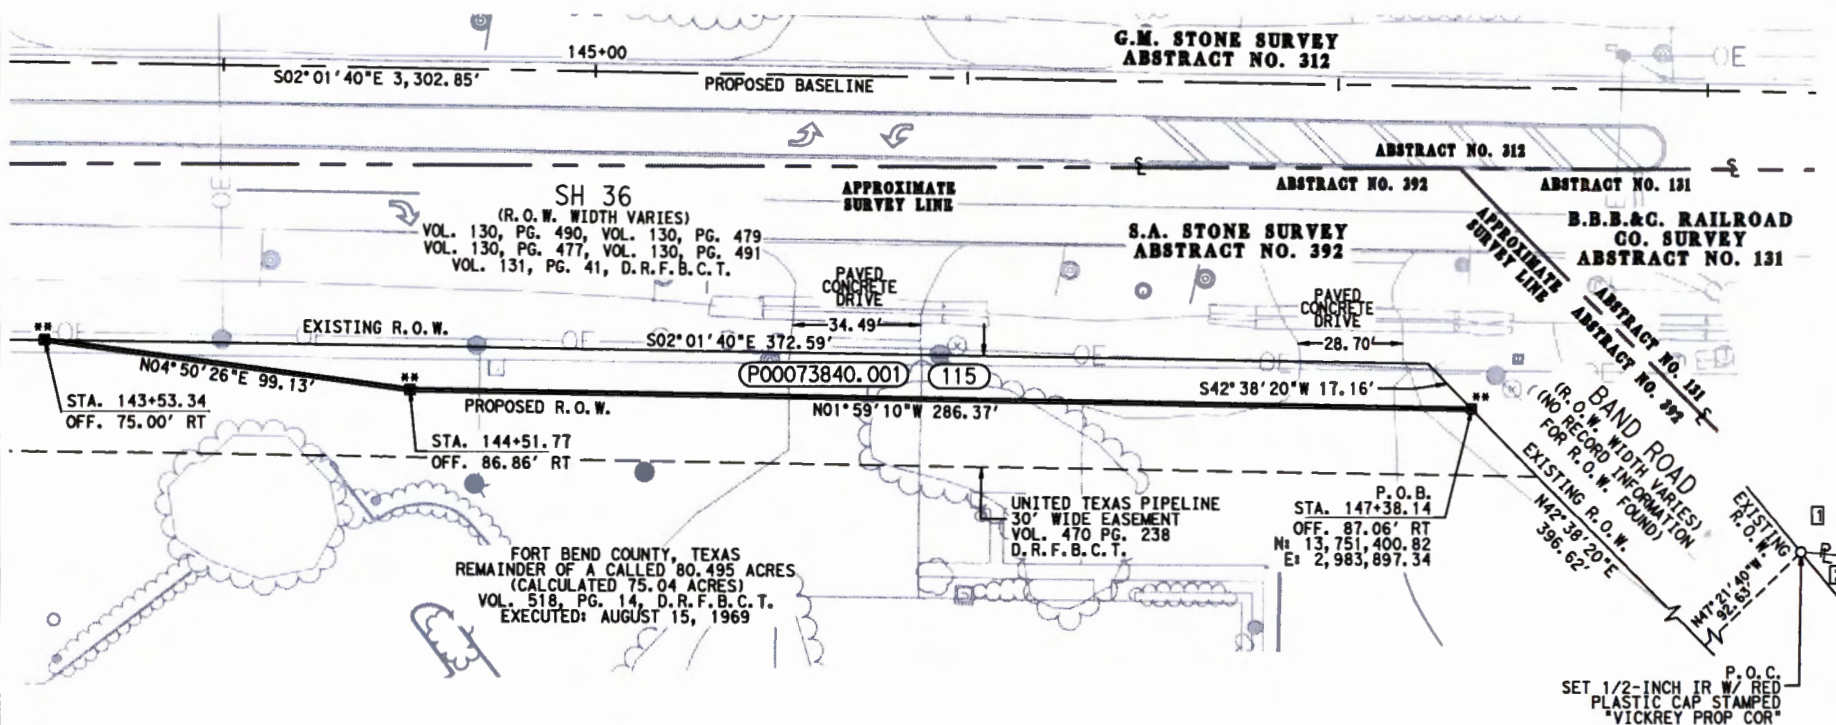 G.M. STONE SURVEY
ABSTRACT NO. 312
145+00
S02°01'40"E 3,302.85'
PROPOSED BASELINE
OE
ABSTRACT NO. 312
ABSTRACT NO. 392
ABSTRACT NO. 131
OE
SH 36
(R.O.W. WIDTH VARIES)
VOL. 130, PG. 490, VOL. 130, PG. 479
VOL. 130, PG. 477, VOL. 130, PG. 491
VOL. 131, PG. 41, D.R.F.B.C.T.
APPROXIMATE
SURVEY LINE
S.A. STONE SURVEY
ABSTRACT NO. 392
APPROXIMATE
SURVEY LINE
B.B.B.&C. RAILROAD
CO. SURVEY
ABSTRACT NO. 131
ABSTRACT NO. 131
ABSTRACT NO. 392
PAVED
CONCRETE
DRIVE
34.49'
PAVED
CONCRETE
DRIVE
28.70'
**
OE
EXISTING R.O.W.
OE
OE
S02°01'40"E 372.59'
OE
OE
N04°50'26"E 99.13'
**
P00073840.001
115
S42°38'20"W 17.16'
**
STA. 143+53.34
OFF. 75.00' RT
PROPOSED R.O.W.
N01°59'10"W 286.37'
STA. 144+51.77
OFF. 86.86' RT
BAND ROAD
(R.O.W. WIDTH VARIES)
(NO RECORD INFORMATION
FOR R.O.W. FOUND)
EXISTING R.O.W.
N42°38'20"E
396.62'
UNITED TEXAS PIPELINE
30' WIDE EASEMENT
VOL. 470 PG. 238
D.R.F.B.C.T.
P.O.B.
STA. 147+38.14
OFF. 87.06' RT
N: 13,751,400.82
E: 2,983,897.34
EXISTING
R.O.W.
1
N47°21'40"W
92.63'
FORT BEND COUNTY, TEXAS
REMAINDER OF A CALLED 80.495 ACRES
(CALCULATED 75.04 ACRES)
VOL. 518, PG. 14, D.R.F.B.C.T.
EXECUTED: AUGUST 15, 1969
P.O.C.
SET 1/2-INCH IR W/ RED
PLASTIC CAP STAMPED
"VICKREY PROP COR"